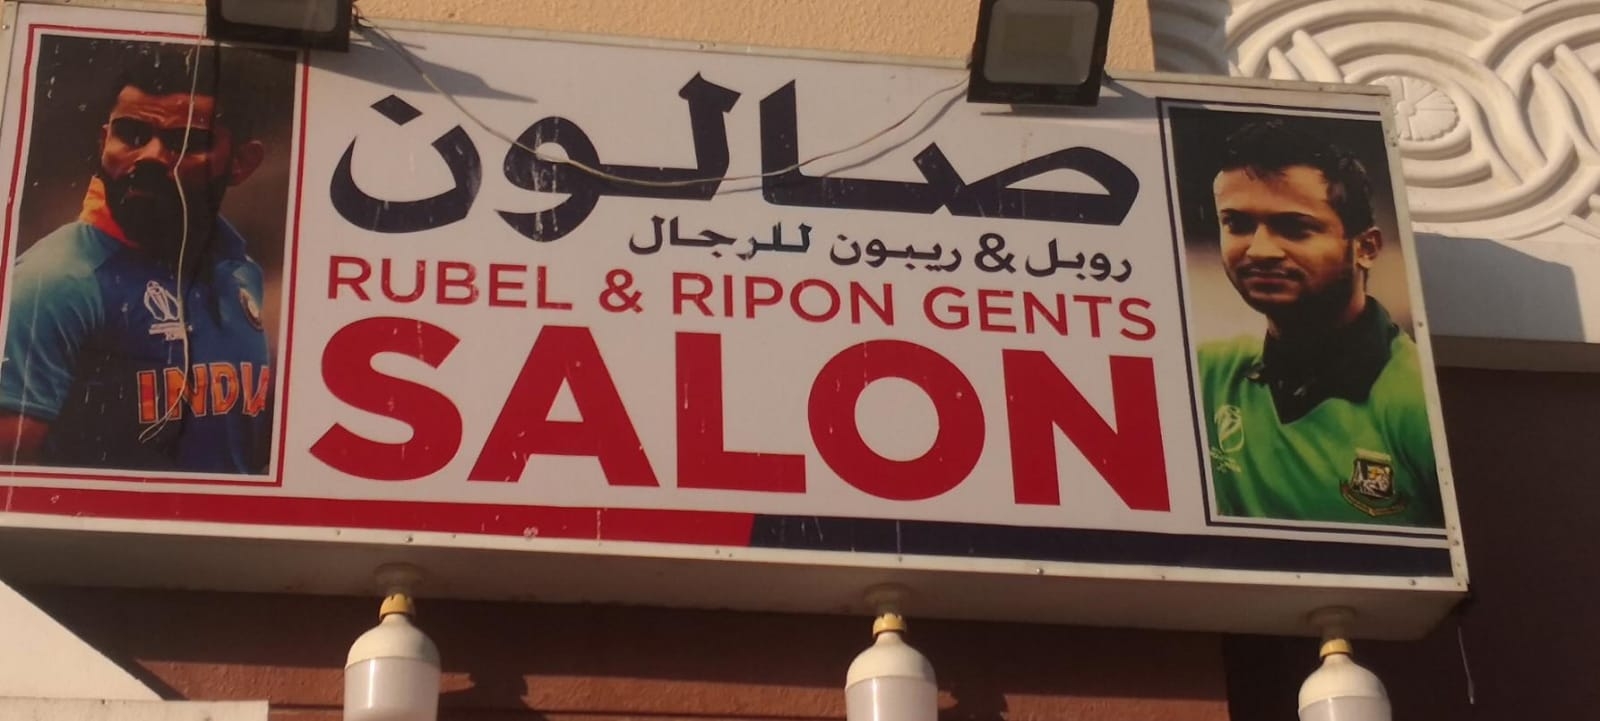 صالون
روبل & ريبون للرجال
RUBEL & RIPON GENTS
SALON
INDIA